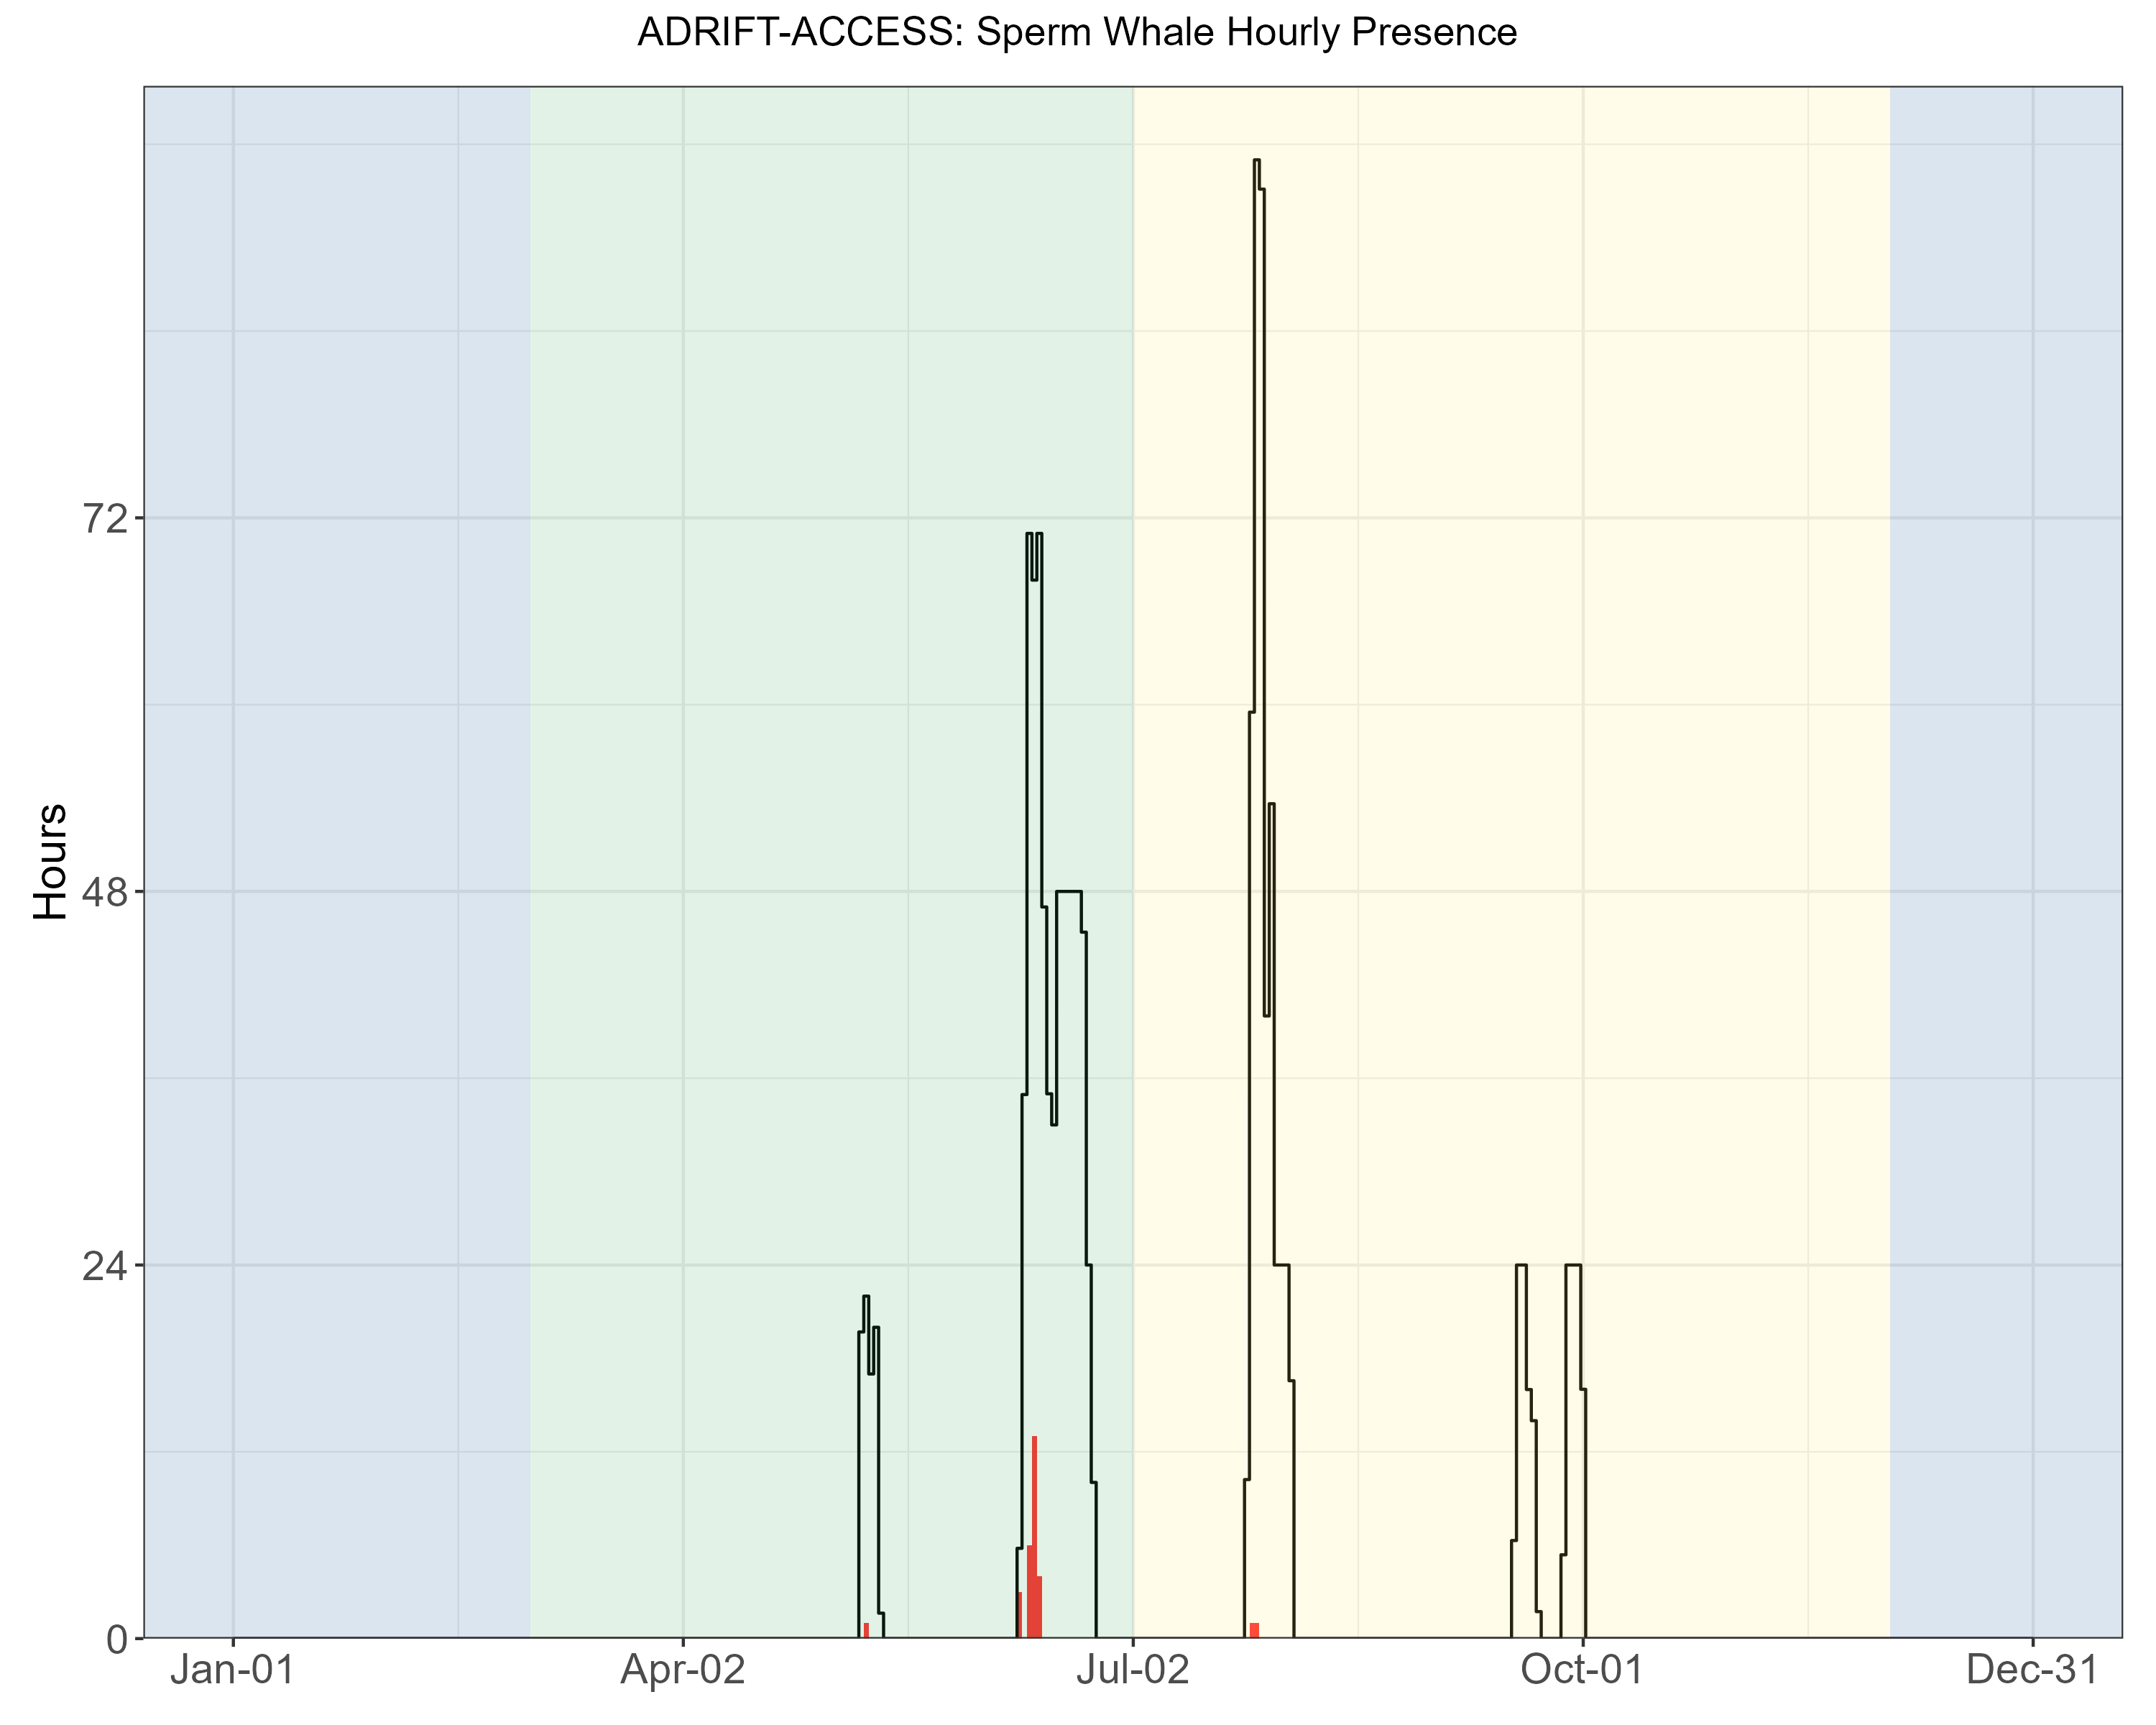 ADRIFT-ACCESS: Sperm Whale Hourly Presence
Hours
72
48
24
0
Jan-01 Apr-02 Jul-02 Oct-01 Dec-31